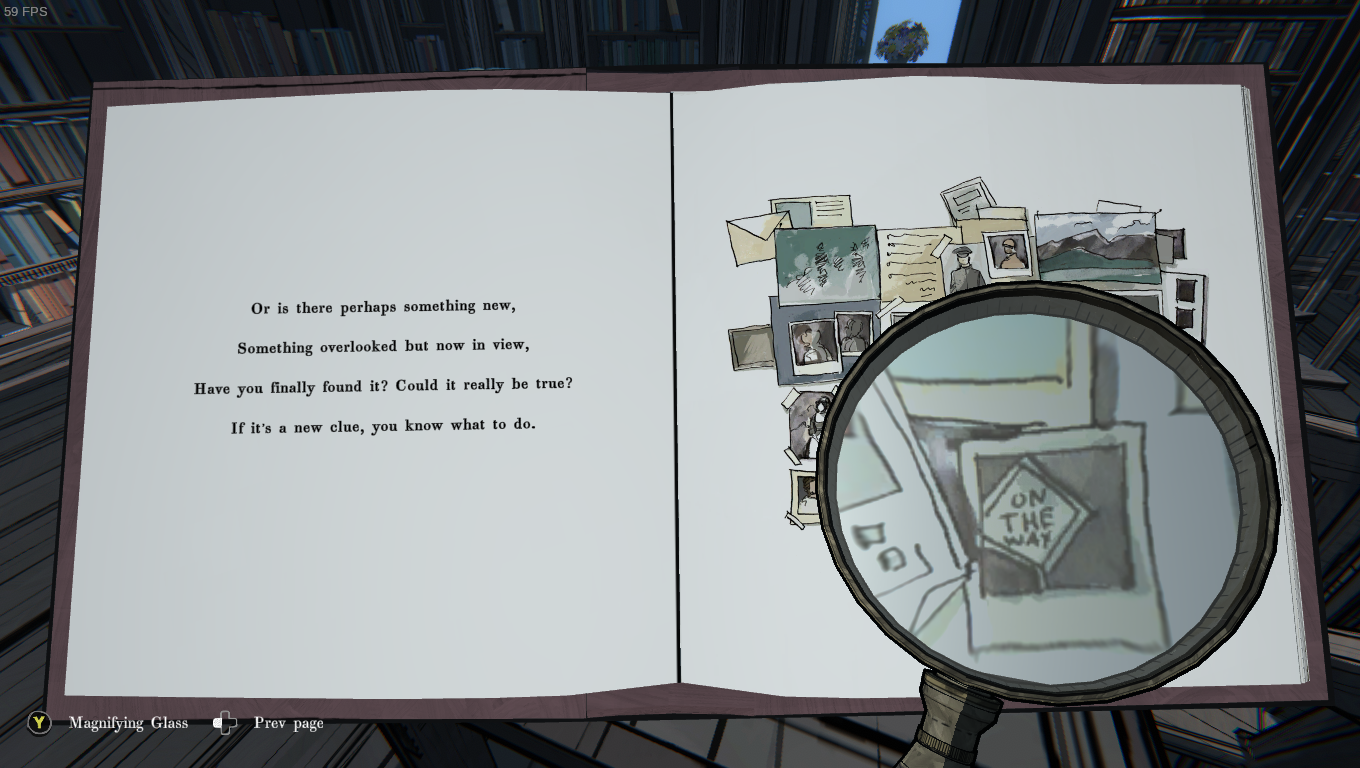 59 FPS
Or is there perhaps something new,
Something overlooked but now in view,
Have you finally found it? Could it really be true?
If it's a new clue, you know what to do.
ON
THE
WAY
Y Magnifying Glass Prev page